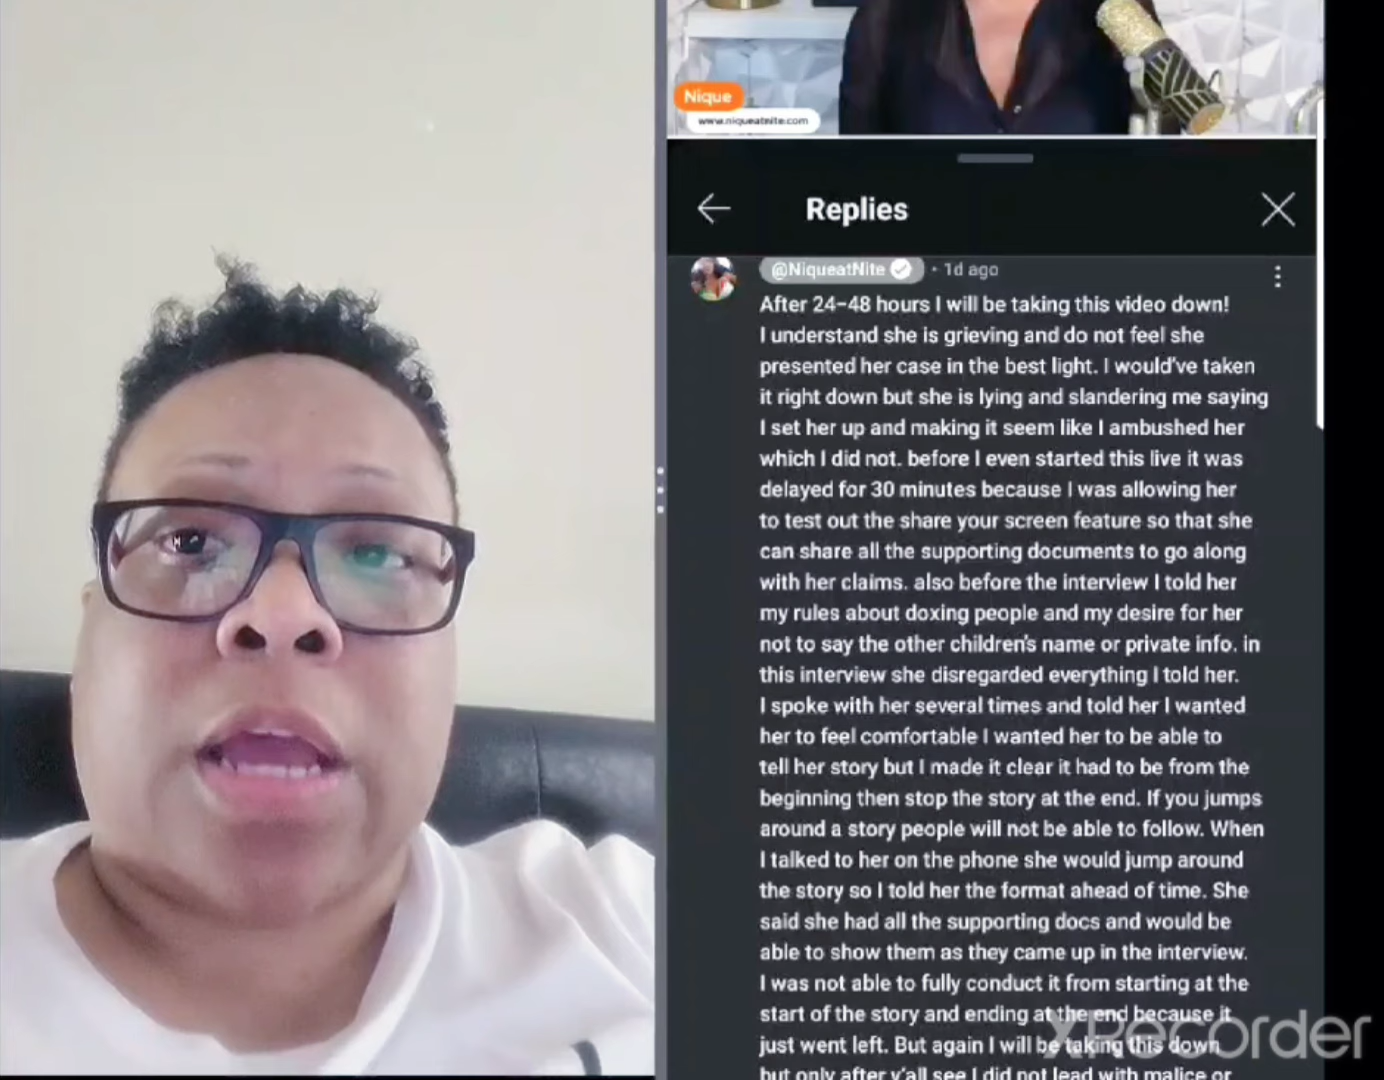 Nique
www.niqueatnite.com
Replies
@NiqueatNite • 1d ago
After 24-48 hours I will be taking this video down!
I understand she is grieving and do not feel she
presented her case in the best light. I would've taken
it right down but she is lying and slandering me saying
I set her up and making it seem like I ambushed her
which I did not. before I even started this live it was
delayed for 30 minutes because I was allowing her
to test out the share your screen feature so that she
can share all the supporting documents to go along
with her claims. also before the interview I told her
my rules about doxing people and my desire for her
not to say the other children's name or private info. in
this interview she disregarded everything I told her.
I spoke with her several times and told her I wanted
her to feel comfortable I wanted her to be able to
tell her story but I made it clear it had to be from the
beginning then stop the story at the end. If you jumps
around a story people will not be able to follow. When
I talked to her on the phone she would jump around
the story so I told her the format ahead of time. She
said she had all the supporting docs and would be
able to show them as they came up in the interview.
I was not able to fully conduct it from starting at the
start of the story and ending at the end because it
just went left. But again I will be taking this down
but only after y'all see I did not lead with malice or
XRecorder